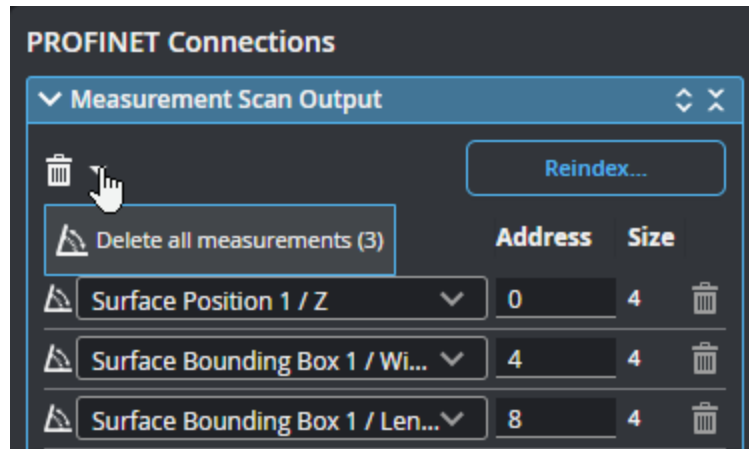 PROFINET Connections
Measurement Scan Output
Reindex...
Delete all measurements (3)
Address Size
Surface Position 1 / Z 0 4
Surface Bounding Box 1 / Wi... 4 4
Surface Bounding Box 1 / Len... 8 4